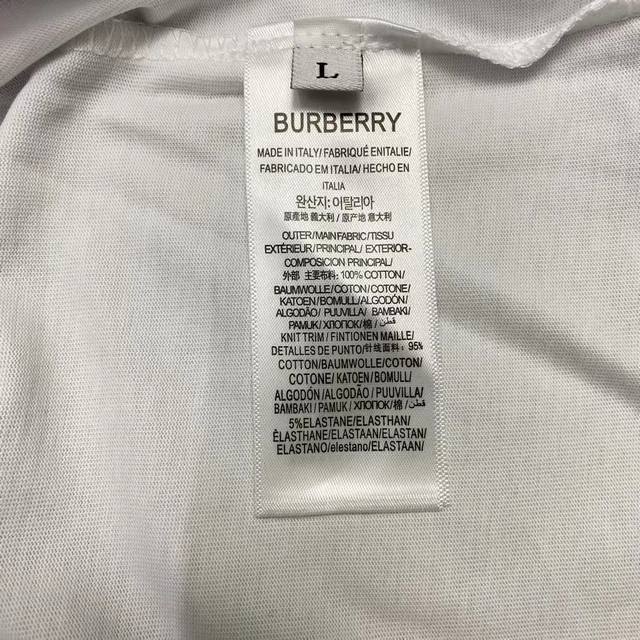 L
BURBERRY
MADE IN ITALY/ FABRIQUÉ ENITALIE/
FABRICADO EM ITALIA/ HECHO EN
ITALIA
완산지: 이탈리아
原產地 義大利 / 原产地 意大利
OUTER/MAINFABRIC/TISSU
EXTÉRIEUR/PRINCIPAL/ EXTERIOR-
COMPOSICION PRINCIPAL/
外部 主要布料: 100% COTTON/
BAUMWOLLE/COTON/COTONE/
KATOEN/BOMULL/ALGODÓN/
ALGODÃO/ PUUVILLA/ BAMBAKI/
PAMUK/ ХЛОПОК/棉/ قطن/
KNIT TRIM / FINTIONEN MAILLE/
DETALLES DE PUNTO/针线面料: 95%
COTTON/BAUMWOLLE/COTON/
COTONE/ KATOEN/ BOMULL/
ALGODÓN /ALGODÃO / PUUVILLA/
BAMBAKI / PAMUK / ХЛОПОК/棉 / قطن/
5%ELASTANE/ELASTHAN/
ÉLASTHANE/ELASTAAN/ELASTAN/
ELASTANO/elestano/ELASTAAN/